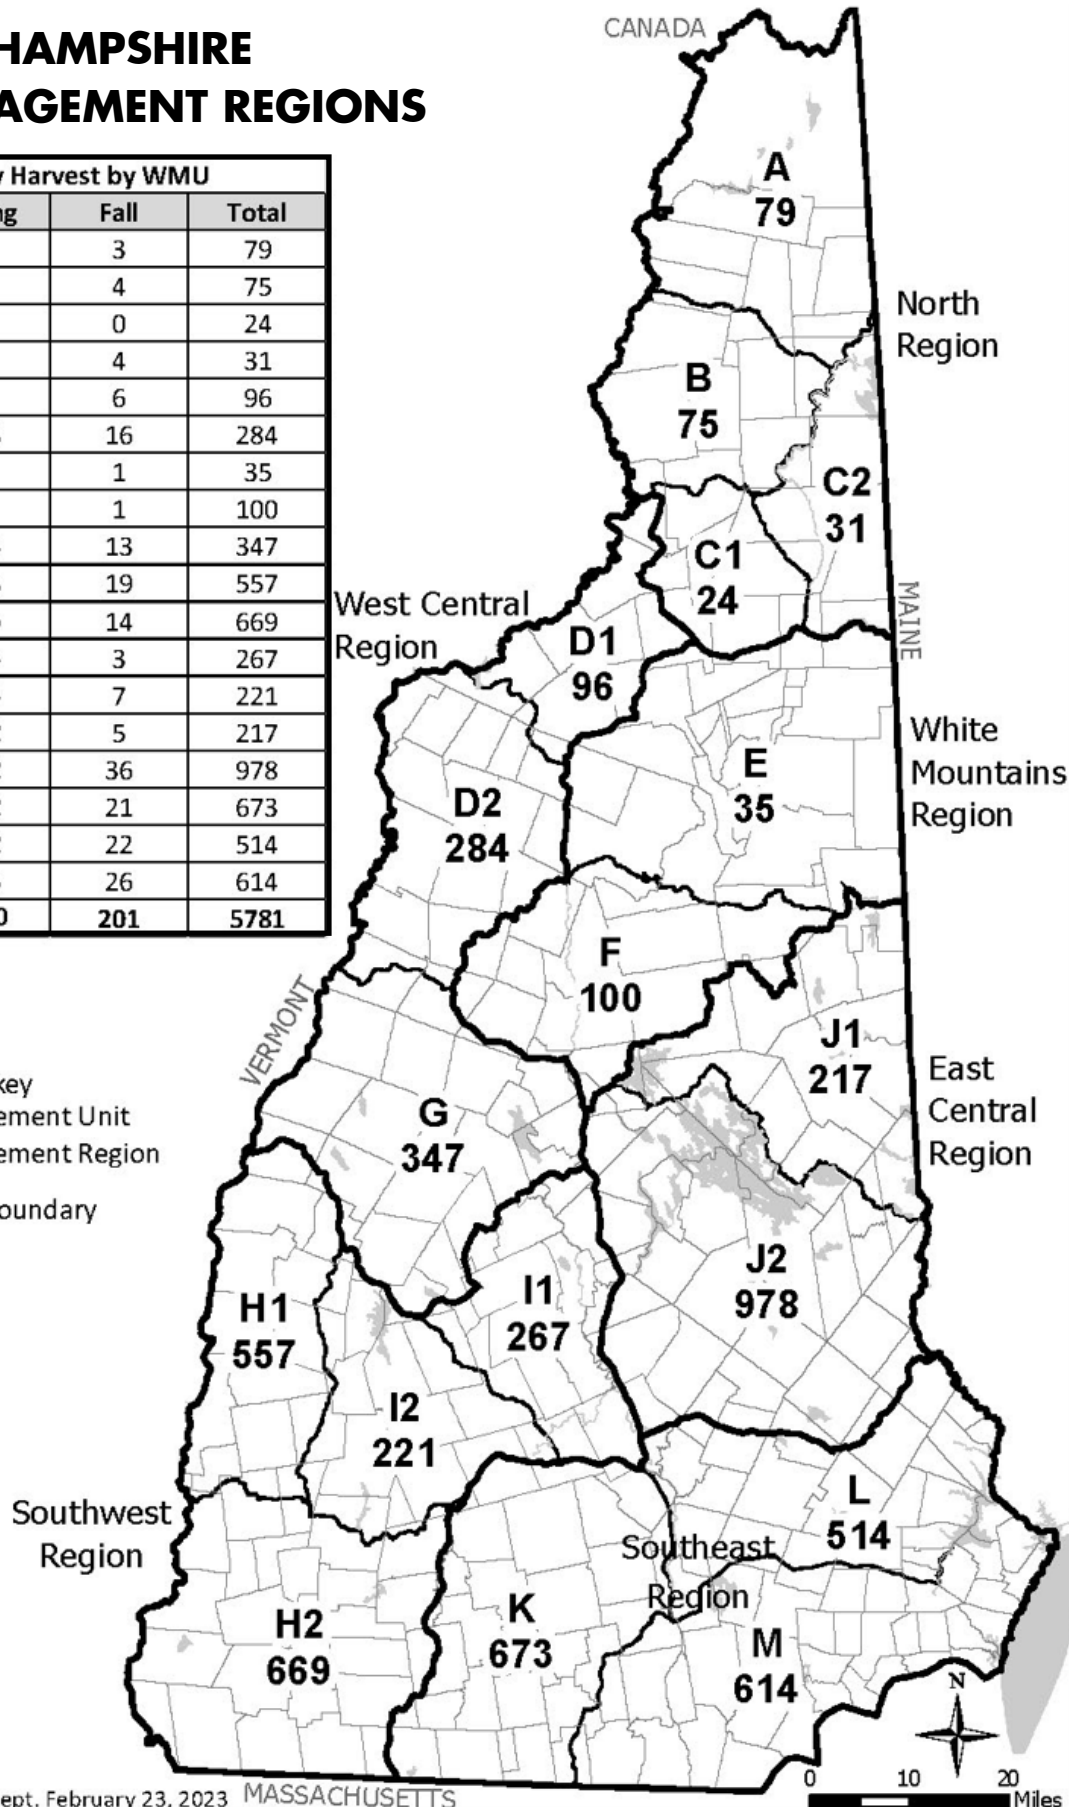 HAMPSHIRE
AGEMENT REGIONS
y Harvest by WMU
g Fall Total
3 79
4 75
0 24
4 31
6 96
16 284
1 35
1 100
13 347
19 557
14 669
3 267
7 221
5 217
36 978
21 673
22 514
26 614
0 201 5781
key
ement Unit
ement Region
oundary
CANADA
A
79
North
Region
B
75
C2
31
C1
24
MAINE
West Central
Region
D1
96
White
Mountains
Region
E
35
D2
284
F
100
VERMONT
J1
217
East
Central
Region
G
347
J2
978
H1
557
I1
267
I2
221
Southwest
Region
L
514
Southeast
Region
H2
669
K
673
M
614
N
0 10 20
Miles
ept. February 23, 2023
MASSACHUSETTS